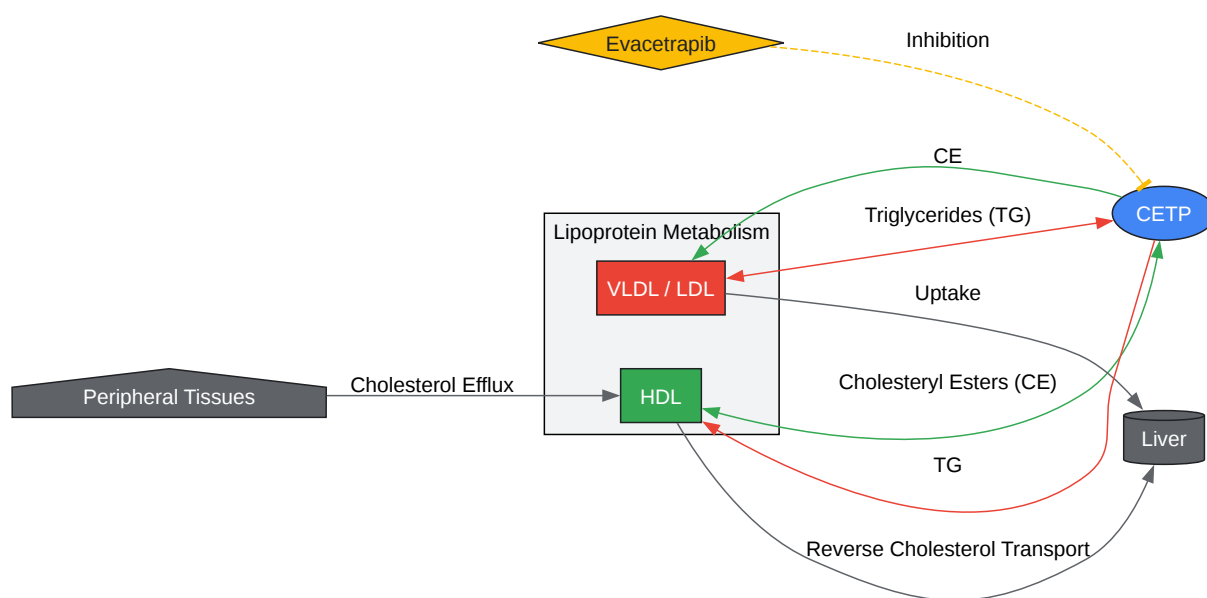 Evacetrapib
Inhibition
CE
CETP
Triglycerides (TG)
Lipoprotein Metabolism
VLDL / LDL
Uptake
Cholesteryl Esters (CE)
Cholesterol Efflux
Peripheral Tissues
HDL
Liver
TG
Reverse Cholesterol Transport